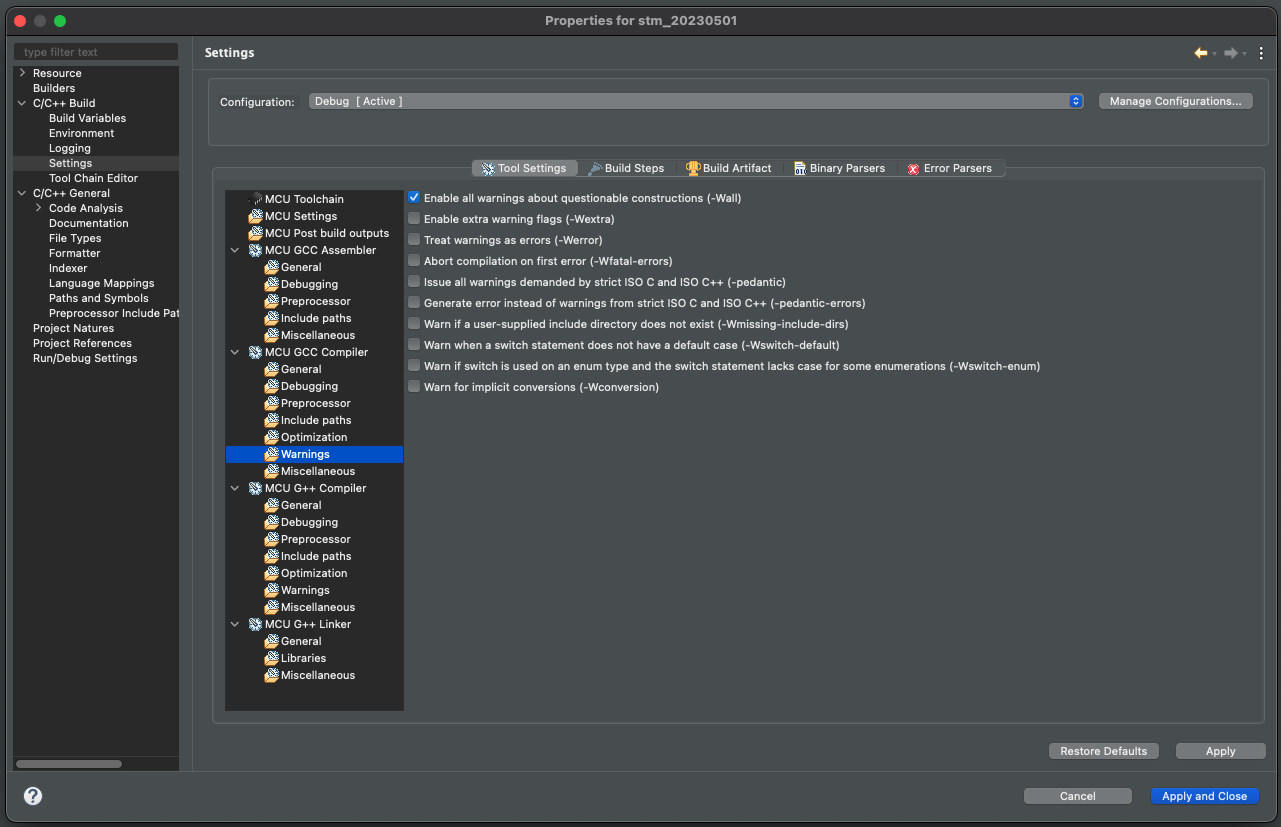 Properties for stm_20230501
type filter text
Resource
Builders
C/C++ Build
Build Variables
Environment
Logging
Settings
Tool Chain Editor
C/C++ General
Code Analysis
Documentation
File Types
Formatter
Indexer
Language Mappings
Paths and Symbols
Preprocessor Include Pat
Project Natures
Project References
Run/Debug Settings
Settings
Configuration: Debug [ Active ] Manage Configurations...
Tool Settings Build Steps Build Artifact Binary Parsers Error Parsers
MCU Toolchain
MCU Settings
MCU Post build outputs
MCU GCC Assembler
General
Debugging
Preprocessor
Include paths
Miscellaneous
MCU GCC Compiler
General
Debugging
Preprocessor
Include paths
Optimization
Warnings
Miscellaneous
MCU G++ Compiler
General
Debugging
Preprocessor
Include paths
Optimization
Warnings
Miscellaneous
MCU G++ Linker
General
Libraries
Miscellaneous
Enable all warnings about questionable constructions (-Wall)
Enable extra warning flags (-Wextra)
Treat warnings as errors (-Werror)
Abort compilation on first error (-Wfatal-errors)
Issue all warnings demanded by strict ISO C and ISO C++ (-pedantic)
Generate error instead of warnings from strict ISO C and ISO C++ (-pedantic-errors)
Warn if a user-supplied include directory does not exist (-Wmissing-include-dirs)
Warn when a switch statement does not have a default case (-Wswitch-default)
Warn if switch is used on an enum type and the switch statement lacks case for some enumerations (-Wswitch-enum)
Warn for implicit conversions (-Wconversion)
Restore Defaults Apply
? Cancel Apply and Close